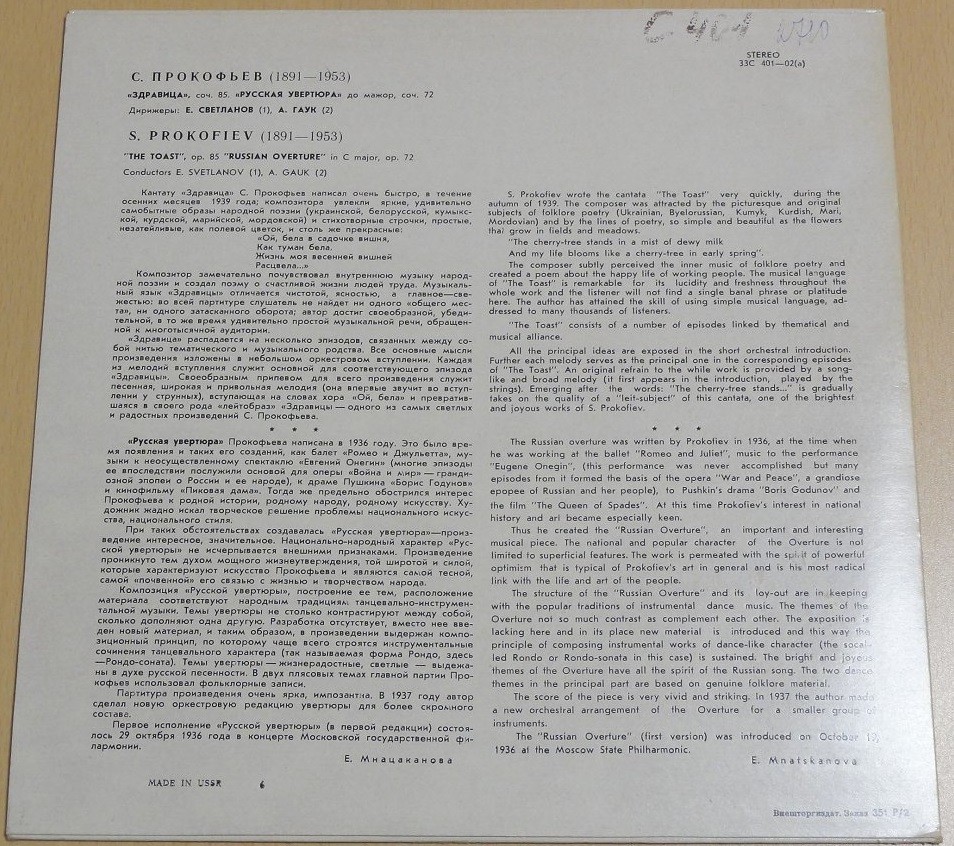 С 401
STEREO
33С 401—02(а)
С. ПРОКОФЬЕВ (1891—1953)
«ЗДРАВИЦА», соч. 85. «РУССКАЯ УВЕРТЮРА» до мажор, соч. 72
Дирижеры: Е. СВЕТЛАНОВ (1), А. ГАУК (2)
S. PROKOFIEV (1891—1953)
"THE TOAST", op. 85 "RUSSIAN OVERTURE" in C major, op. 72
Conductors E. SVETLANOV (1), A. GAUK (2)
Кантату «Здравица» С. Прокофьев написал очень быстро, в течение
осенних месяцев 1939 года; композитора увлекли яркие, удивительно
самобытные образы народной поэзии (украинской, белорусской, кумыкс-
кой, курдской, марийской, мордовской) и стихотворные строчки, простые,
незатейливые, как полевой цветок, и столь же прекрасные:
«Ой, бела в садочке вишня,
Как туман бела.
Жизнь моя весенней вишней
Расцвела...»
Композитор замечательно почувствовал внутреннюю музыку народ-
ной поэзии и создал поэму о счастливой жизни людей труда. Музыкаль-
ный язык «Здравицы» отличается чистотой, ясностью, а главное—све-
жестью: во всей партитуре слушатель не найдет ни одного общего мес-
та», ни одного затасканного оборота; автор достиг своеобразной, убеди-
тельной, в то же время удивительно простой музыкальной речи, обращен-
ной к многотысячной аудитории.
«Здравица» распадается на несколько эпизодов, связанных между со-
бой нитью тематического и музыкального родства. Все основные мысли
произведения изложены в небольшом оркестровом вступлении. Каждая
из мелодий вступления служит основой для соответствующего эпизода
«Здравицы». Своеобразным припевом для всего произведения служит
песенная, широкая и привольная мелодия (она впервые звучит во вступ-
лении у струнных), вступающая на словах хора «Ой, бела» и преврати-
вшаяся в своего рода «лейтобраз» «Здравицы — одного из самых светлых
и радостных произведений С. Прокофьева.
* * *
«Русская увертюра» Прокофьева написана в 1936 году. Это было вре-
мя появления и таких его созданий, как балет «Ромео и Джульетта», му-
зыки к неосуществленному спектаклю «Евгений Онегин» (многие эпизоды
ее впоследствии послужили основой для оперы «Война и мир» — гранди-
озной эпопеи о России и ее народе), к драме Пушкина «Борис Годунов»
и кинофильму «Пиковая дама». Тогда же предельно обострился интерес
Прокофьева к родной истории, родному народу, родному искусству. Ху-
дожник жадно искал творческое решение проблемы национального искус-
ства, национального стиля.
При таких обстоятельствах создавалась «Русская увертюра»—произ-
ведение интересное, значительное. Национально-народный характер «Рус-
ской увертюры» не исчерпывается внешними признаками. Произведение
проникнуто тем духом мощного жизнеутверждения, той широтой и силой,
которые характеризуют искусство Прокофьева и являются самой тесной,
самой «почвенной» его связью с жизнью и творчеством народа.
Композиция «Русской увертюры», построение ее тем, расположение
материала соответствуют народным традициям танцевально-инструмен-
тальной музыки. Темы увертюры не столько контрастируют между собой,
сколько дополняют одна другую. Разработка отсутствует, вместо нее вве-
ден новый материал, и таким образом, в произведении выдержан компо-
зиционный принцип, по которому чаще всего строятся инструментальные
сочинения танцевального характера (так называемая форма Рондо, здесь
—Рондо-соната). Темы увертюры — жизнерадостные, светлые — выдежа-
ны в духе русской песенности. В двух плясовых темах главной партии Про-
кофьев использовал фольклорные записи.
Партитура произведения очень ярка, импозантна. В 1937 году автор
сделал новую оркестровую редакцию увертюры для более скромного
состава.
Первое исполнение «Русской увертюры» (в первой редакции) состоя-
лось 29 октября 1936 года в концерте Московской государственной фи-
лармонии.
Е. Мнацаканова
S. Prokofiev wrote the cantata "The Toast" very quickly, during the
autumn of 1939. The composer was attracted by the picturesque and original
subjects of folklore poetry (Ukrainian, Byelorussian, Kumyk, Kurdish, Mari,
Mordovian) and by the lines of poetry, so simple and beautiful as the flowers
that grow in fields and meadows.
"The cherry-tree stands in a mist of dewy milk
And my life blooms like a cherry-tree in early spring".
The composer subtly perceived the inner music of folklore poetry and
created a poem about the happy life of working people. The musical language
of "The Toast" is remarkable for its lucidity and freshness throughout the
whole work and the listener will not find a single banal phrase or platitude
here. The author has attained the skill of using simple musical language, ad-
dressed to many thousands of listeners.
"The Toast" consists of a number of episodes linked by thematical and
musical alliance.
All the principal ideas are exposed in the short orchestral introduction.
Further each melody serves as the principal one in the corresponding episodes
of "The Toast". An original refrain to the while work is provided by a song-
like and broad melody (it first appears in the introduction, played by the
strings). Emerging after the words: "The cherry-tree stands..." is gradually
takes on the quality of a "leit-subject" of this cantata, one of the brightest
and joyous works of S. Prokofiev.
* * *
The Russian overture was written by Prokofiev in 1936, at the time when
he was working at the ballet "Romeo and Juliet", music to the performance
"Eugene Onegin", (this performance was never accomplished but many
episodes from it formed the basis of the opera "War and Peace", a grandiose
epopee of Russian and her people), to Pushkin's drama "Boris Godunov" and
the film "The Queen of Spades". At this time Prokofiev's interest in national
history and art became especially keen.
Thus he created the "Russian Overture", an important and interesting
musical piece. The national and popular character of the Overture is not
limited to superficial features. The work is permeated with the spirit of powerful
optimism that is typical of Prokofiev's art in general and is his most radical
link with the life and art of the people.
The structure of the "Russian Overture" and its loy-out are in keeping
with the popular traditions of instrumental dance music. The themes of the
Overture not so much contrast as complement each other. The exposition is
lacking here and in its place new material is introduced and this way the
principle of composing instrumental works of dance-like character (the socal-
led Rondo or Rondo-sonata in this case) is sustained. The bright and joyous
themes of the Overture have all the spirit of the Russian song. The two dance
themes in the principal part are based on genuine folklore material.
The score of the piece is very vivid and striking. In 1937 the author made
a new orchestral arrangement of the Overture for a smaller group of
instruments.
The "Russian Overture" (first version) was introduced on October
1936 at the Moscow State Philharmonic.
E. Mnatskanova
MADE IN USSR 6
Внешторгиздат. Заказ 351 Р/2